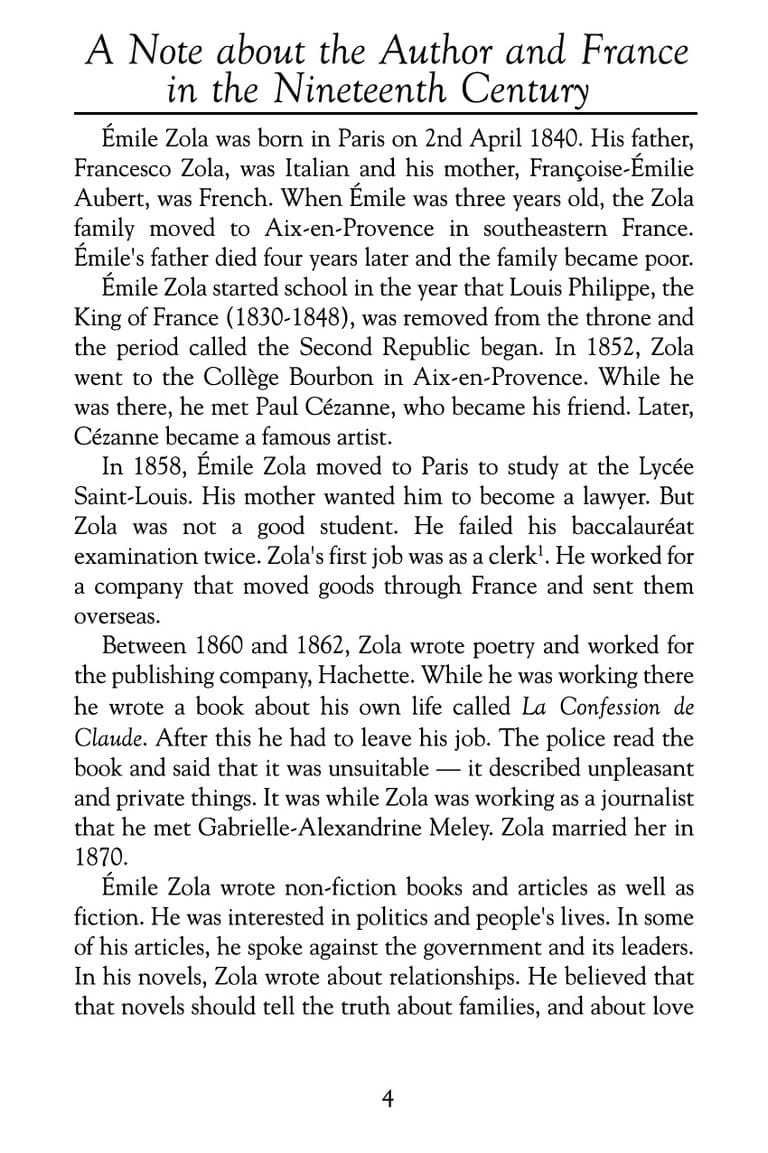 A Note about the Author and France
in the Nineteenth Century
Émile Zola was born in Paris on 2nd April 1840. His father,
Francesco Zola, was Italian and his mother, Françoise-Émilie
Aubert, was French. When Émile was three years old, the Zola
family moved to Aix-en-Provence in southeastern France.
Émile's father died four years later and the family became poor.
Émile Zola started school in the year that Louis Philippe, the
King of France (1830-1848), was removed from the throne and
the period called the Second Republic began. In 1852, Zola
went to the Collège Bourbon in Aix-en-Provence. While he
was there, he met Paul Cézanne, who became his friend. Later,
Cézanne became a famous artist.
In 1858, Émile Zola moved to Paris to study at the Lycée
Saint-Louis. His mother wanted him to become a lawyer. But
Zola was not a good student. He failed his baccalauréat
examination twice. Zola's first job was as a clerk¹. He worked for
a company that moved goods through France and sent them
overseas.
Between 1860 and 1862, Zola wrote poetry and worked for
the publishing company, Hachette. While he was working there
he wrote a book about his own life called La Confession de
Claude. After this he had to leave his job. The police read the
book and said that it was unsuitable — it described unpleasant
and private things. It was while Zola was working as a journalist
that he met Gabrielle-Alexandrine Meley. Zola married her in
1870.
Émile Zola wrote non-fiction books and articles as well as
fiction. He was interested in politics and people's lives. In some
of his articles, he spoke against the government and its leaders.
In his novels, Zola wrote about relationships. He believed that
that novels should tell the truth about families, and about love
4